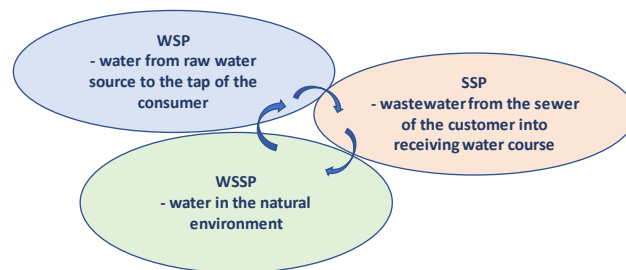 WSP
- water from raw water
source to the tap of the
consumer
SSP
- wastewater from the sewer
of the customer into
receiving water course
WSSP
- water in the natural
environment